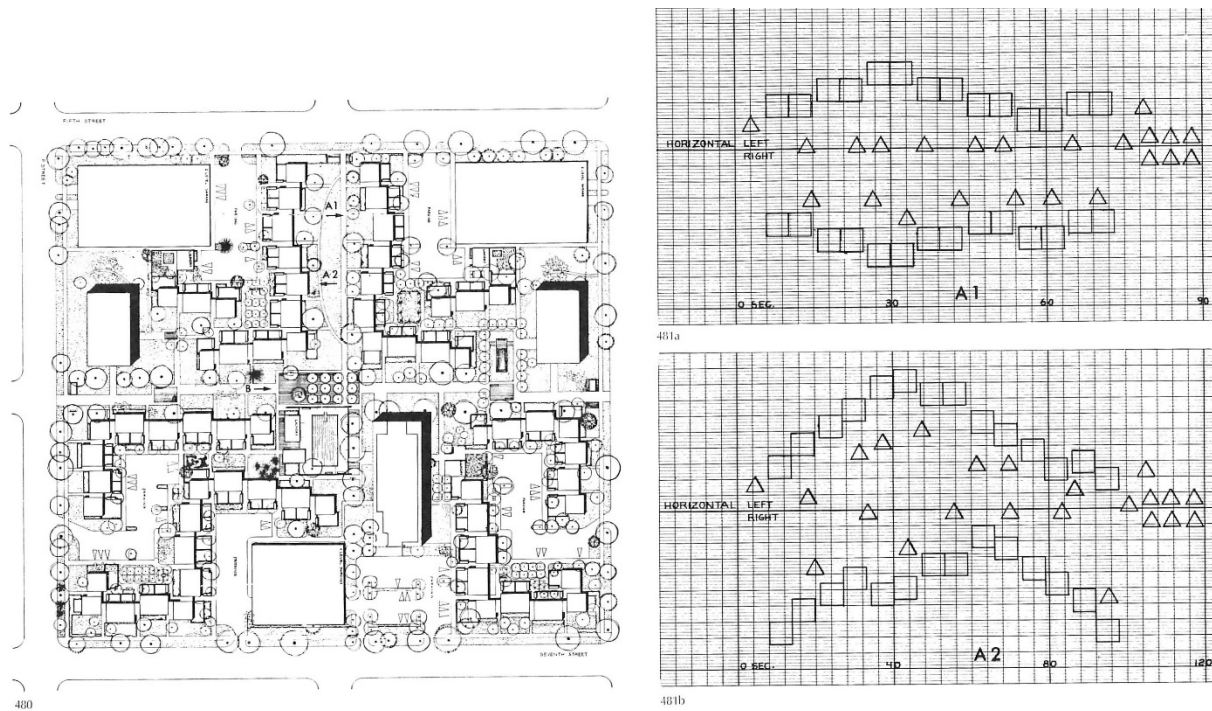 FIFTH STREET
A1
A2
B
SEVENTH STREET
480
HORIZONTAL LEFT
RIGHT
0 SEC.
30
60
90
A1
481a
HORIZONTAL LEFT
RIGHT
0 SEC.
40
80
120
A2
481b